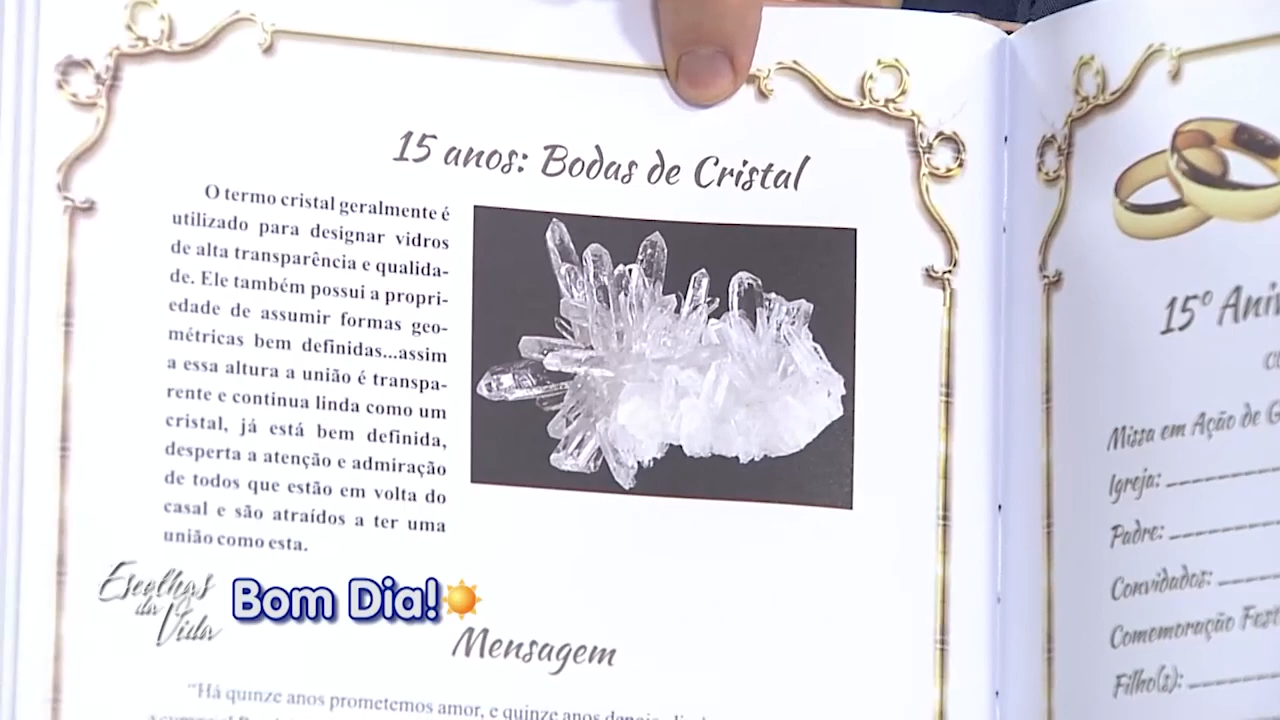 15 anos: Bodas de Cristal
O termo cristal geralmente é
utilizado para designar vidros
de alta transparência e qualida-
de. Ele também possui a propri-
edade de assumir formas geo-
métricas bem definidas...assim
a essa altura a união é transpa-
rente e continua linda como um
cristal, já está bem definida,
desperta a atenção e admiração
de todos que estão em volta do
casal e são atraídos a ter uma
união como esta.
Escolhas
da
Vida
Bom Dia!
Mensagem
"Há quinze anos prometemos amor, e quinze anos
15º
Missa em Ação de
Igreja:
Padre:
Convidados:
Comemoração
Filho(s):